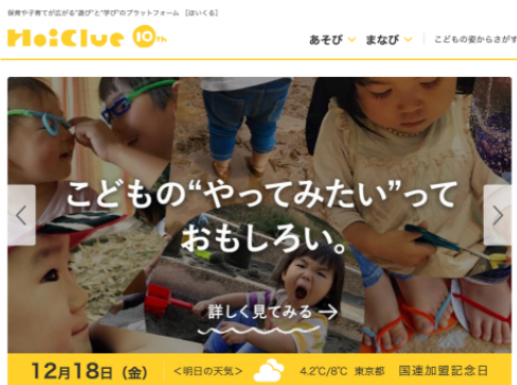 保育や子育てが広がる“遊び”と“学び”のプラットフォーム［ほいくる］
HoiClue 10th
あそび まなび こどもの姿からさがす
こどもの“やってみたい”って
おもしろい。
詳しく見てみる
12月18日（金） ＜明日の天気＞ 4.2℃/8℃ 東京都 国連加盟記念日